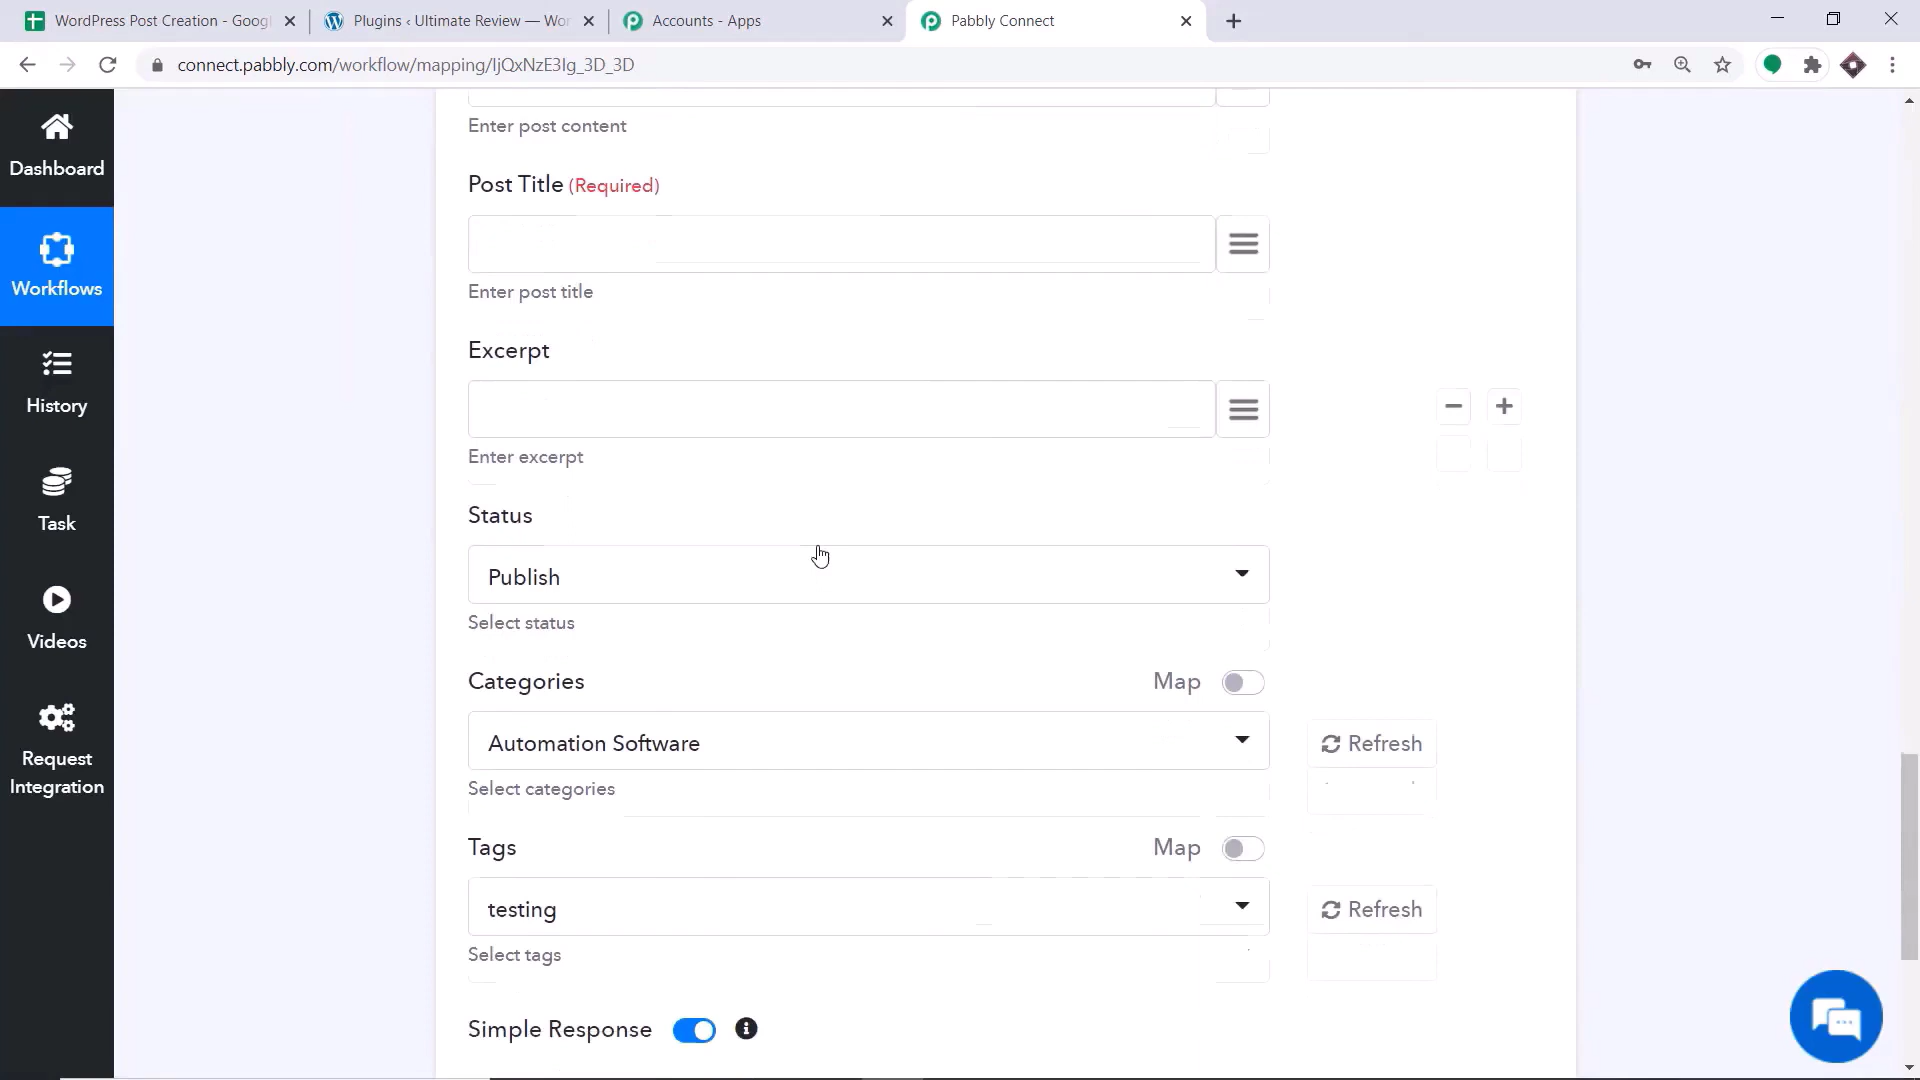 WordPress Post Creation - Googl
Plugins ‹ Ultimate Review — Wor
Accounts - Apps
Pabbly Connect
connect.pabbly.com/workflow/mapping/IjQxNzE3Ig_3D_3D
Dashboard
Workflows
History
Task
Videos
Request
Integration
Enter post content
Post Title (Required)
Enter post title
Excerpt
Enter excerpt
Status
Publish
Select status
Categories
Map
Automation Software
Refresh
Select categories
Tags
Map
testing
Refresh
Select tags
Simple Response